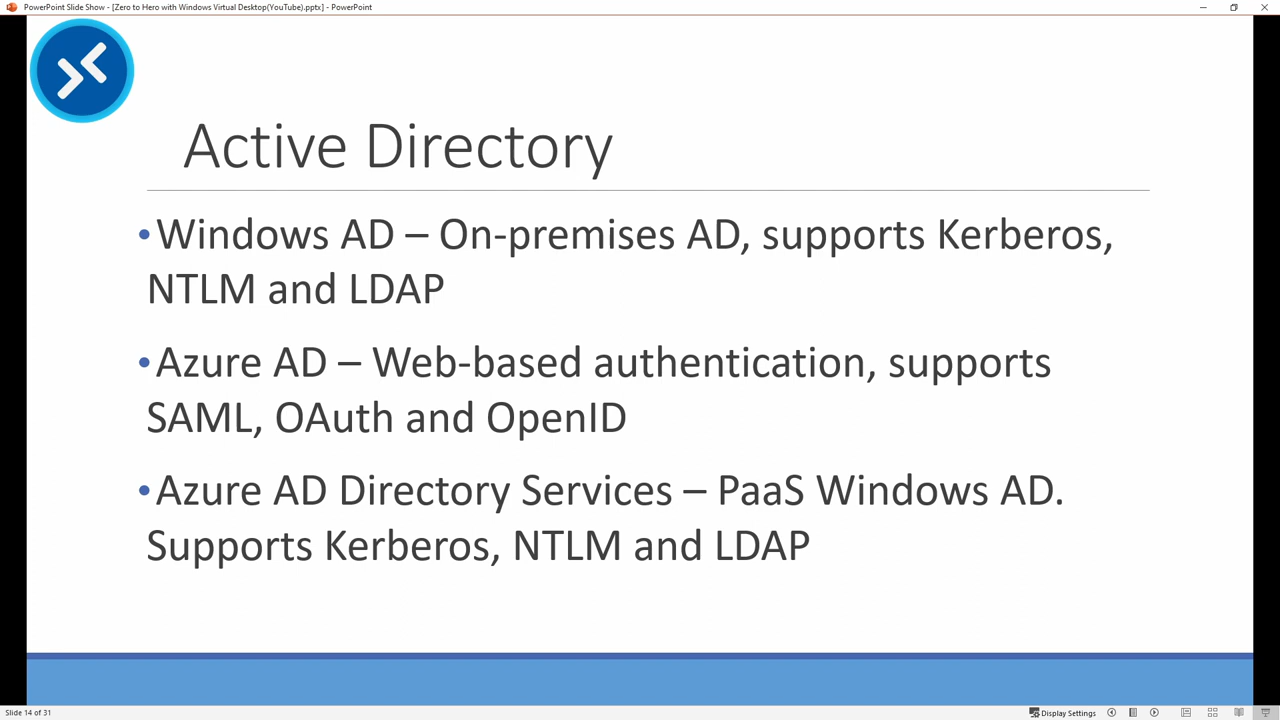 PowerPoint Slide Show - [Zero to Hero with Windows Virtual Desktop(YouTube).pptx] - PowerPoint
Active Directory
•Windows AD – On-premises AD, supports Kerberos,
NTLM and LDAP
•Azure AD – Web-based authentication, supports
SAML, OAuth and OpenID
•Azure AD Directory Services – PaaS Windows AD.
Supports Kerberos, NTLM and LDAP
Slide 14 of 31
Display Settings